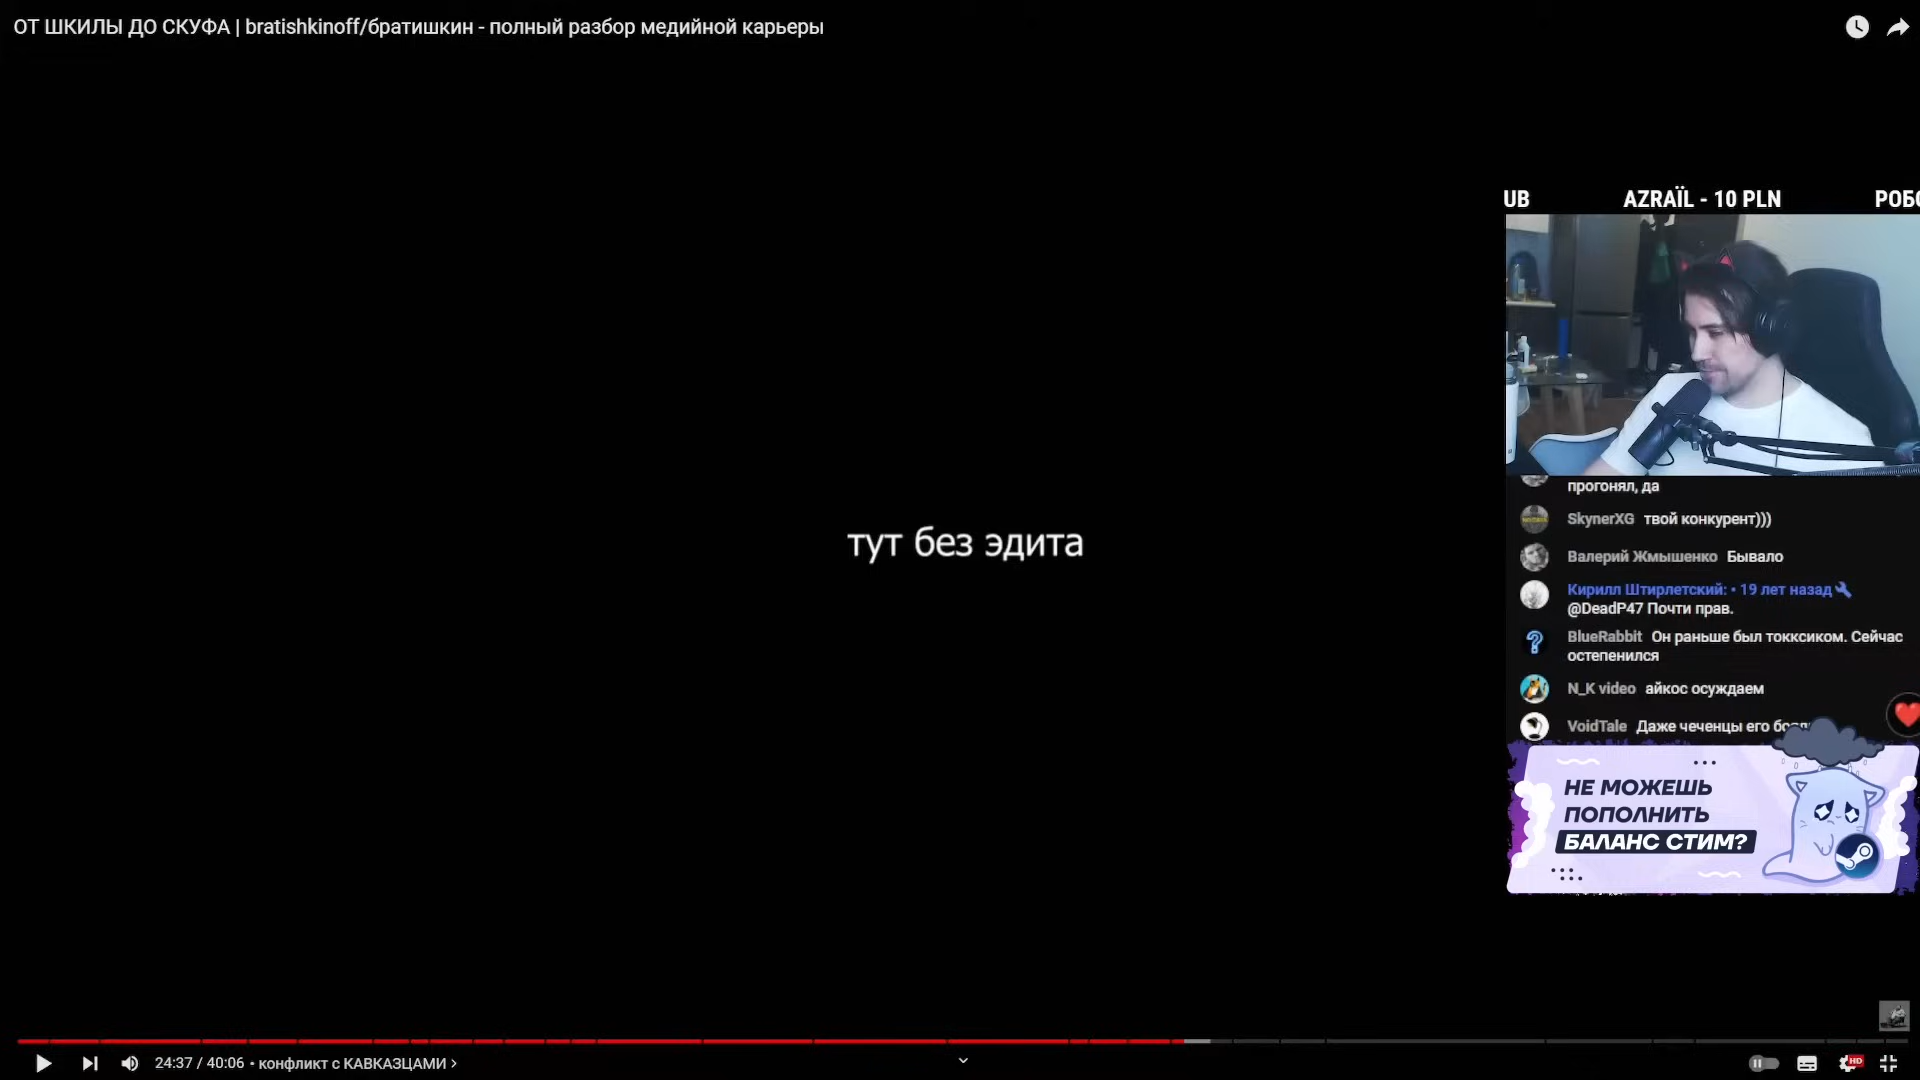 ОТ ШКИЛЫ ДО СКУФА | bratishkinoff/братишкин - полный разбор медийной карьеры
UB AZRAÏL - 10 PLN РОБО
тут без эдита
прогонял, да
SkynerXG твой конкурент)))
Валерий Жмышенко Бывало
Кирилл Штирлетский: • 19 лет назад
@DeadP47 Почти прав.
BlueRabbit Он раньше был токксиком. Сейчас
остепенился
N_K video айкос осуждаем
VoidTale Даже чеченцы его
НЕ МОЖЕШЬ
ПОПОЛНИТЬ
БАЛАНС СТИМ?
24:37 / 40:06 • конфликт с КАВКАЗЦАМИ >
HD